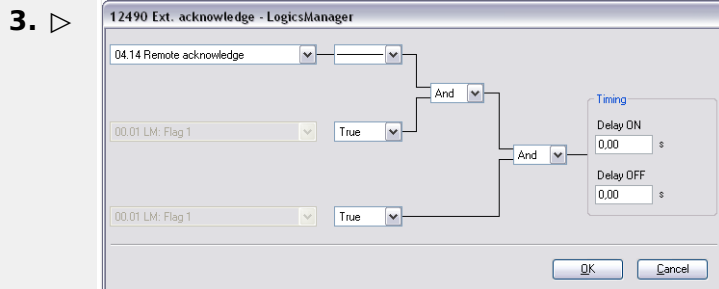 3. ▷
12490 Ext. acknowledge - LogicsManager
04.14 Remote acknowledge
And
Timing
Delay ON
00.01 LM: Flag 1 True
0,00 s
And
Delay OFF
0,00 s
00.01 LM: Flag 1 True
OK Cancel